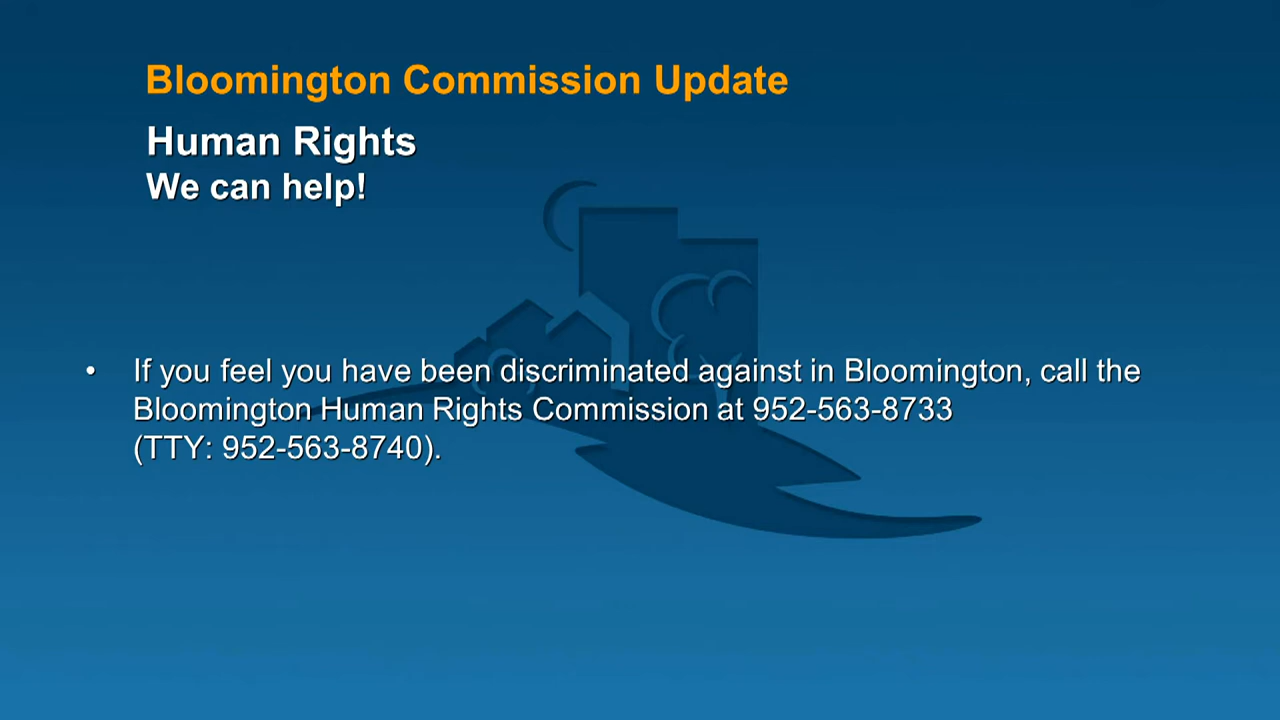 Bloomington Commission Update
Human Rights
We can help!
• If you feel you have been discriminated against in Bloomington, call the
Bloomington Human Rights Commission at 952-563-8733
(TTY: 952-563-8740).